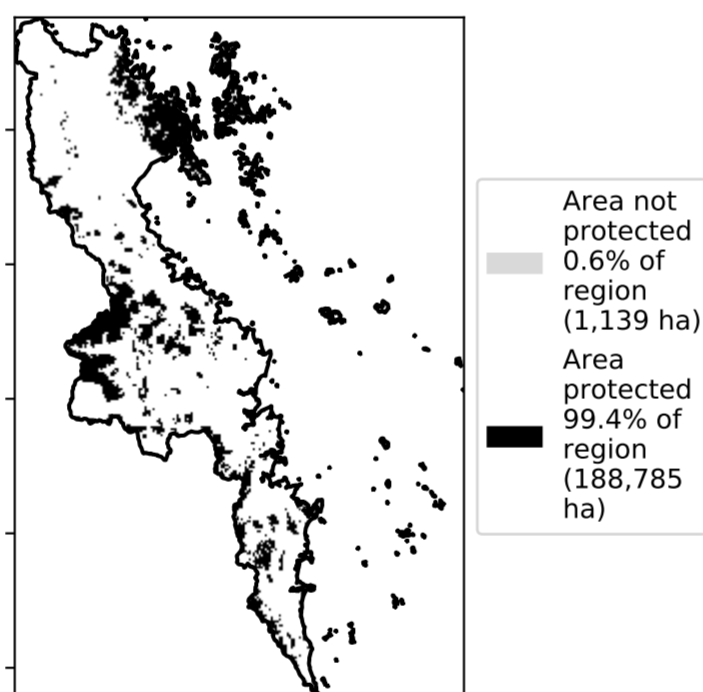 Area not
protected
0.6% of
region
(1,139 ha)
Area
protected
99.4% of
region
(188,785
ha)